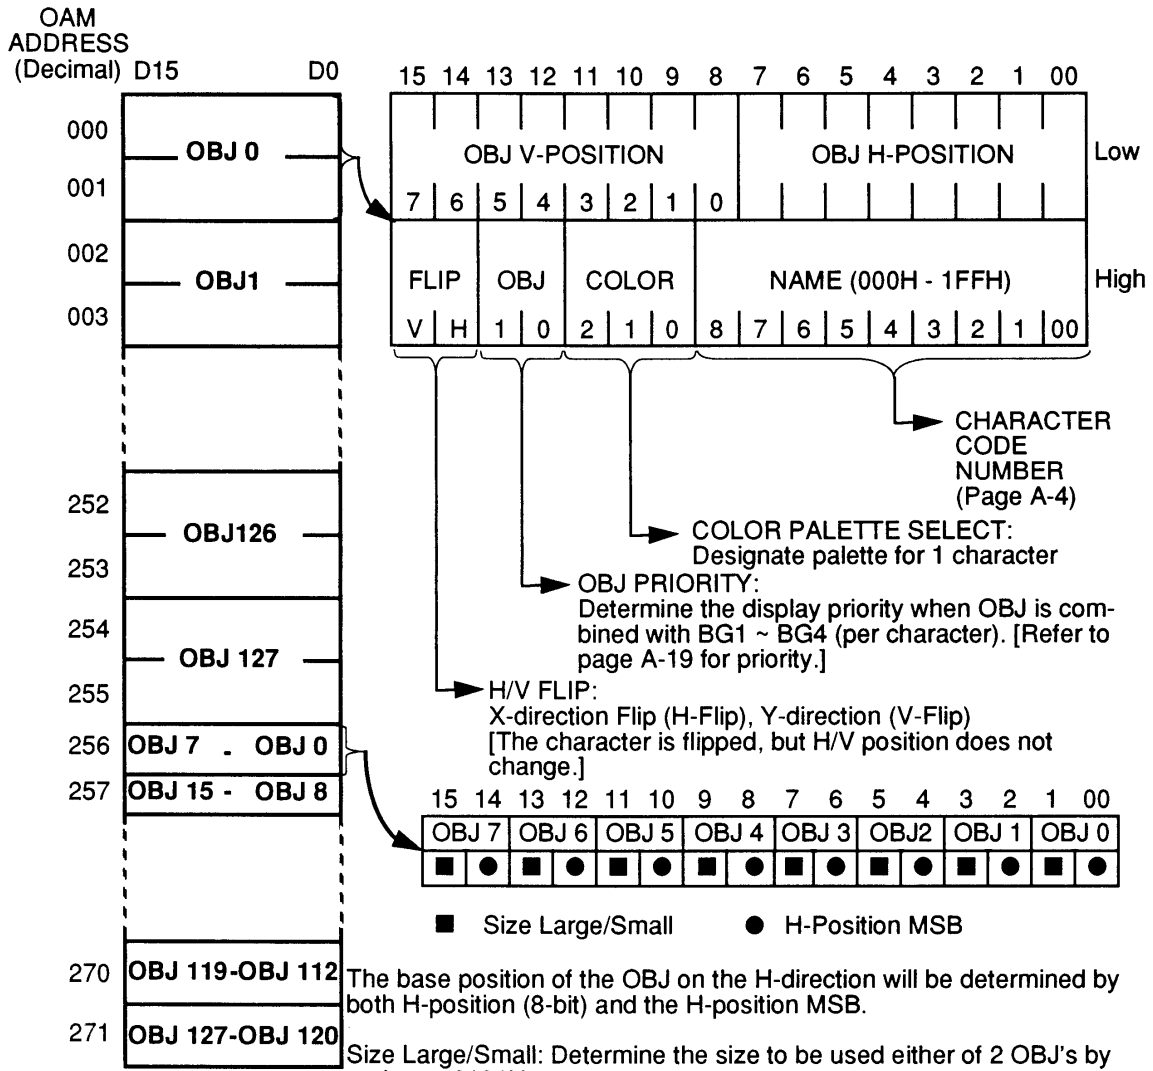 OAM
ADDRESS
(Decimal) D15 D0
15 14 13 12 11 10 9 8 7 6 5 4 3 2 1 00
000
OBJ 0
001
OBJ V-POSITION OBJ H-POSITION Low
7 6 5 4 3 2 1 0
002
OBJ1
003
FLIP OBJ COLOR NAME (000H - 1FFH) High
V H 1 0 2 1 0 8 7 6 5 4 3 2 1 00
CHARACTER
CODE
NUMBER
(Page A-4)
252
OBJ126
253
COLOR PALETTE SELECT:
Designate palette for 1 character
OBJ PRIORITY:
Determine the display priority when OBJ is com-
bined with BG1 ~ BG4 (per character). [Refer to
page A-19 for priority.]
254
OBJ 127
255
H/V FLIP:
X-direction Flip (H-Flip), Y-direction (V-Flip)
[The character is flipped, but H/V position does not
change.]
256 OBJ 7 - OBJ 0
257 OBJ 15 - OBJ 8
15 14 13 12 11 10 9 8 7 6 5 4 3 2 1 00
OBJ 7 OBJ 6 OBJ 5 OBJ 4 OBJ 3 OBJ2 OBJ 1 OBJ 0
■ Size Large/Small ● H-Position MSB
270 OBJ 119-OBJ 112
271 OBJ 127-OBJ 120
The base position of the OBJ on the H-direction will be determined by
both H-position (8-bit) and the H-position MSB.
Size Large/Small: Determine the size to be used either of 2 OBJ's by